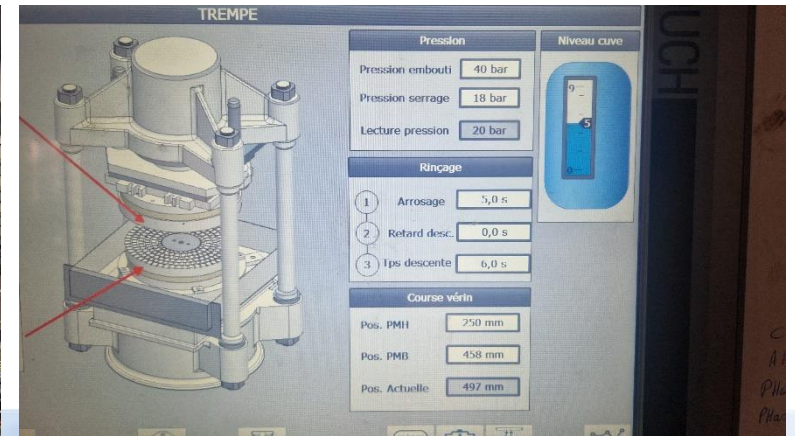 TREMPE
Pression
Pression embouti 40 bar
Pression serrage 18 bar
Lecture pression 20 bar
Niveau cuve
9
5
0
Rinçage
1 Arrosage 5,0 s
2 Retard desc. 0,0 s
3 Tps descente 6,0 s
Course vérin
Pos. PMH 250 mm
Pos. PMB 458 mm
Pos. Actuelle 497 mm
UCH